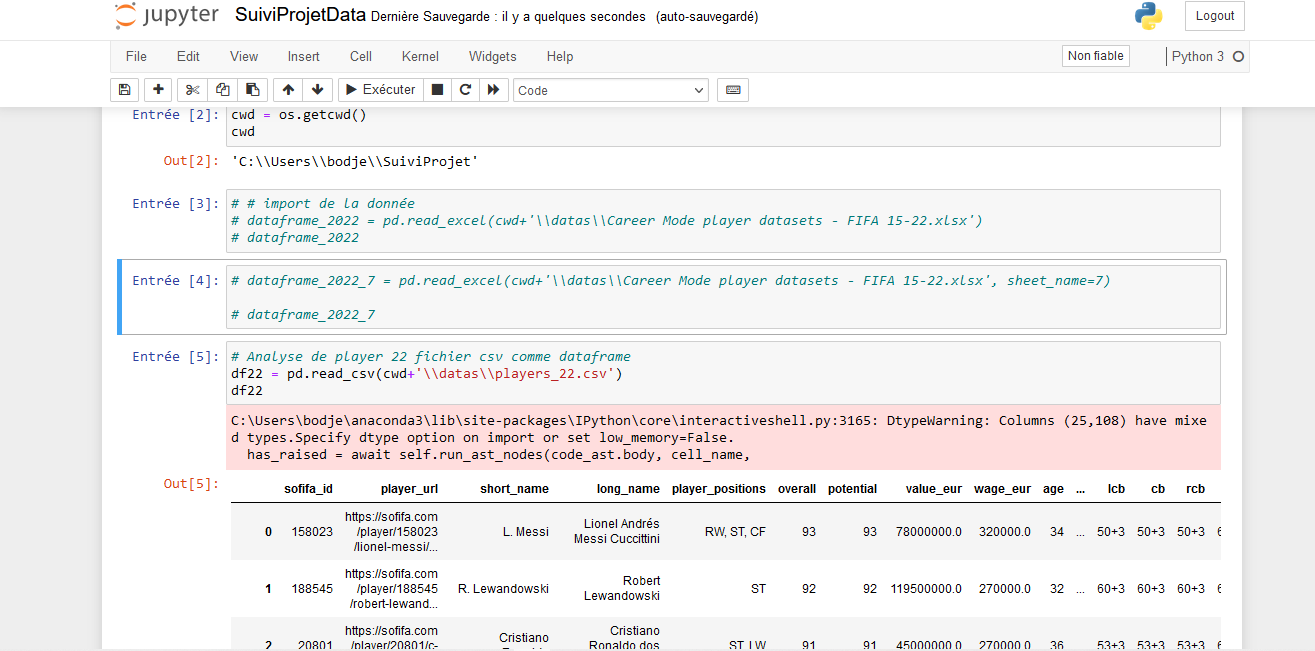 jupyter SuiviProjetData Dernière Sauvegarde : il y a quelques secondes (auto-sauvegardé) Logout
File Edit View Insert Cell Kernel Widgets Help Non fiable Python 3
Exécuter Code
Entrée [2]: cwd = os.getcwd()
cwd
Out[2]: 'C:\\Users\\bodje\\SuiviProjet'
Entrée [3]: # # import de la donnée
# dataframe_2022 = pd.read_excel(cwd+'\\datas\\Career Mode player datasets - FIFA 15-22.xlsx')
# dataframe_2022
Entrée [4]: # dataframe_2022_7 = pd.read_excel(cwd+'\\datas\\Career Mode player datasets - FIFA 15-22.xlsx', sheet_name=7)
# dataframe_2022_7
Entrée [5]: # Analyse de player 22 fichier csv comme dataframe
df22 = pd.read_csv(cwd+'\\datas\\players_22.csv')
df22
C:\Users\bodje\anaconda3\lib\site-packages\IPython\core\interactiveshell.py:3165: DtypeWarning: Columns (25,108) have mixe
d types.Specify dtype option on import or set low_memory=False.
has_raised = await self.run_ast_nodes(code_ast.body, cell_name,
Out[5]:
sofifa_id player_url short_name long_name player_positions overall potential value_eur wage_eur age ... lcb cb rcb
0 158023 https://sofifa.com/player/158023/lionel-messi/... L. Messi Lionel Andrés Messi Cuccittini RW, ST, CF 93 93 78000000.0 320000.0 34 ... 50+3 50+3 50+3
1 188545 https://sofifa.com/player/188545/robert-lewand... R. Lewandowski Robert Lewandowski ST 92 92 119500000.0 270000.0 32 ... 60+3 60+3 60+3
2 20801 https://sofifa.com/player/20801/c- Cristiano Cristiano Ronaldo dos ST, LW 91 91 45000000.0 270000.0 36 ... 53+3 53+3 53+3